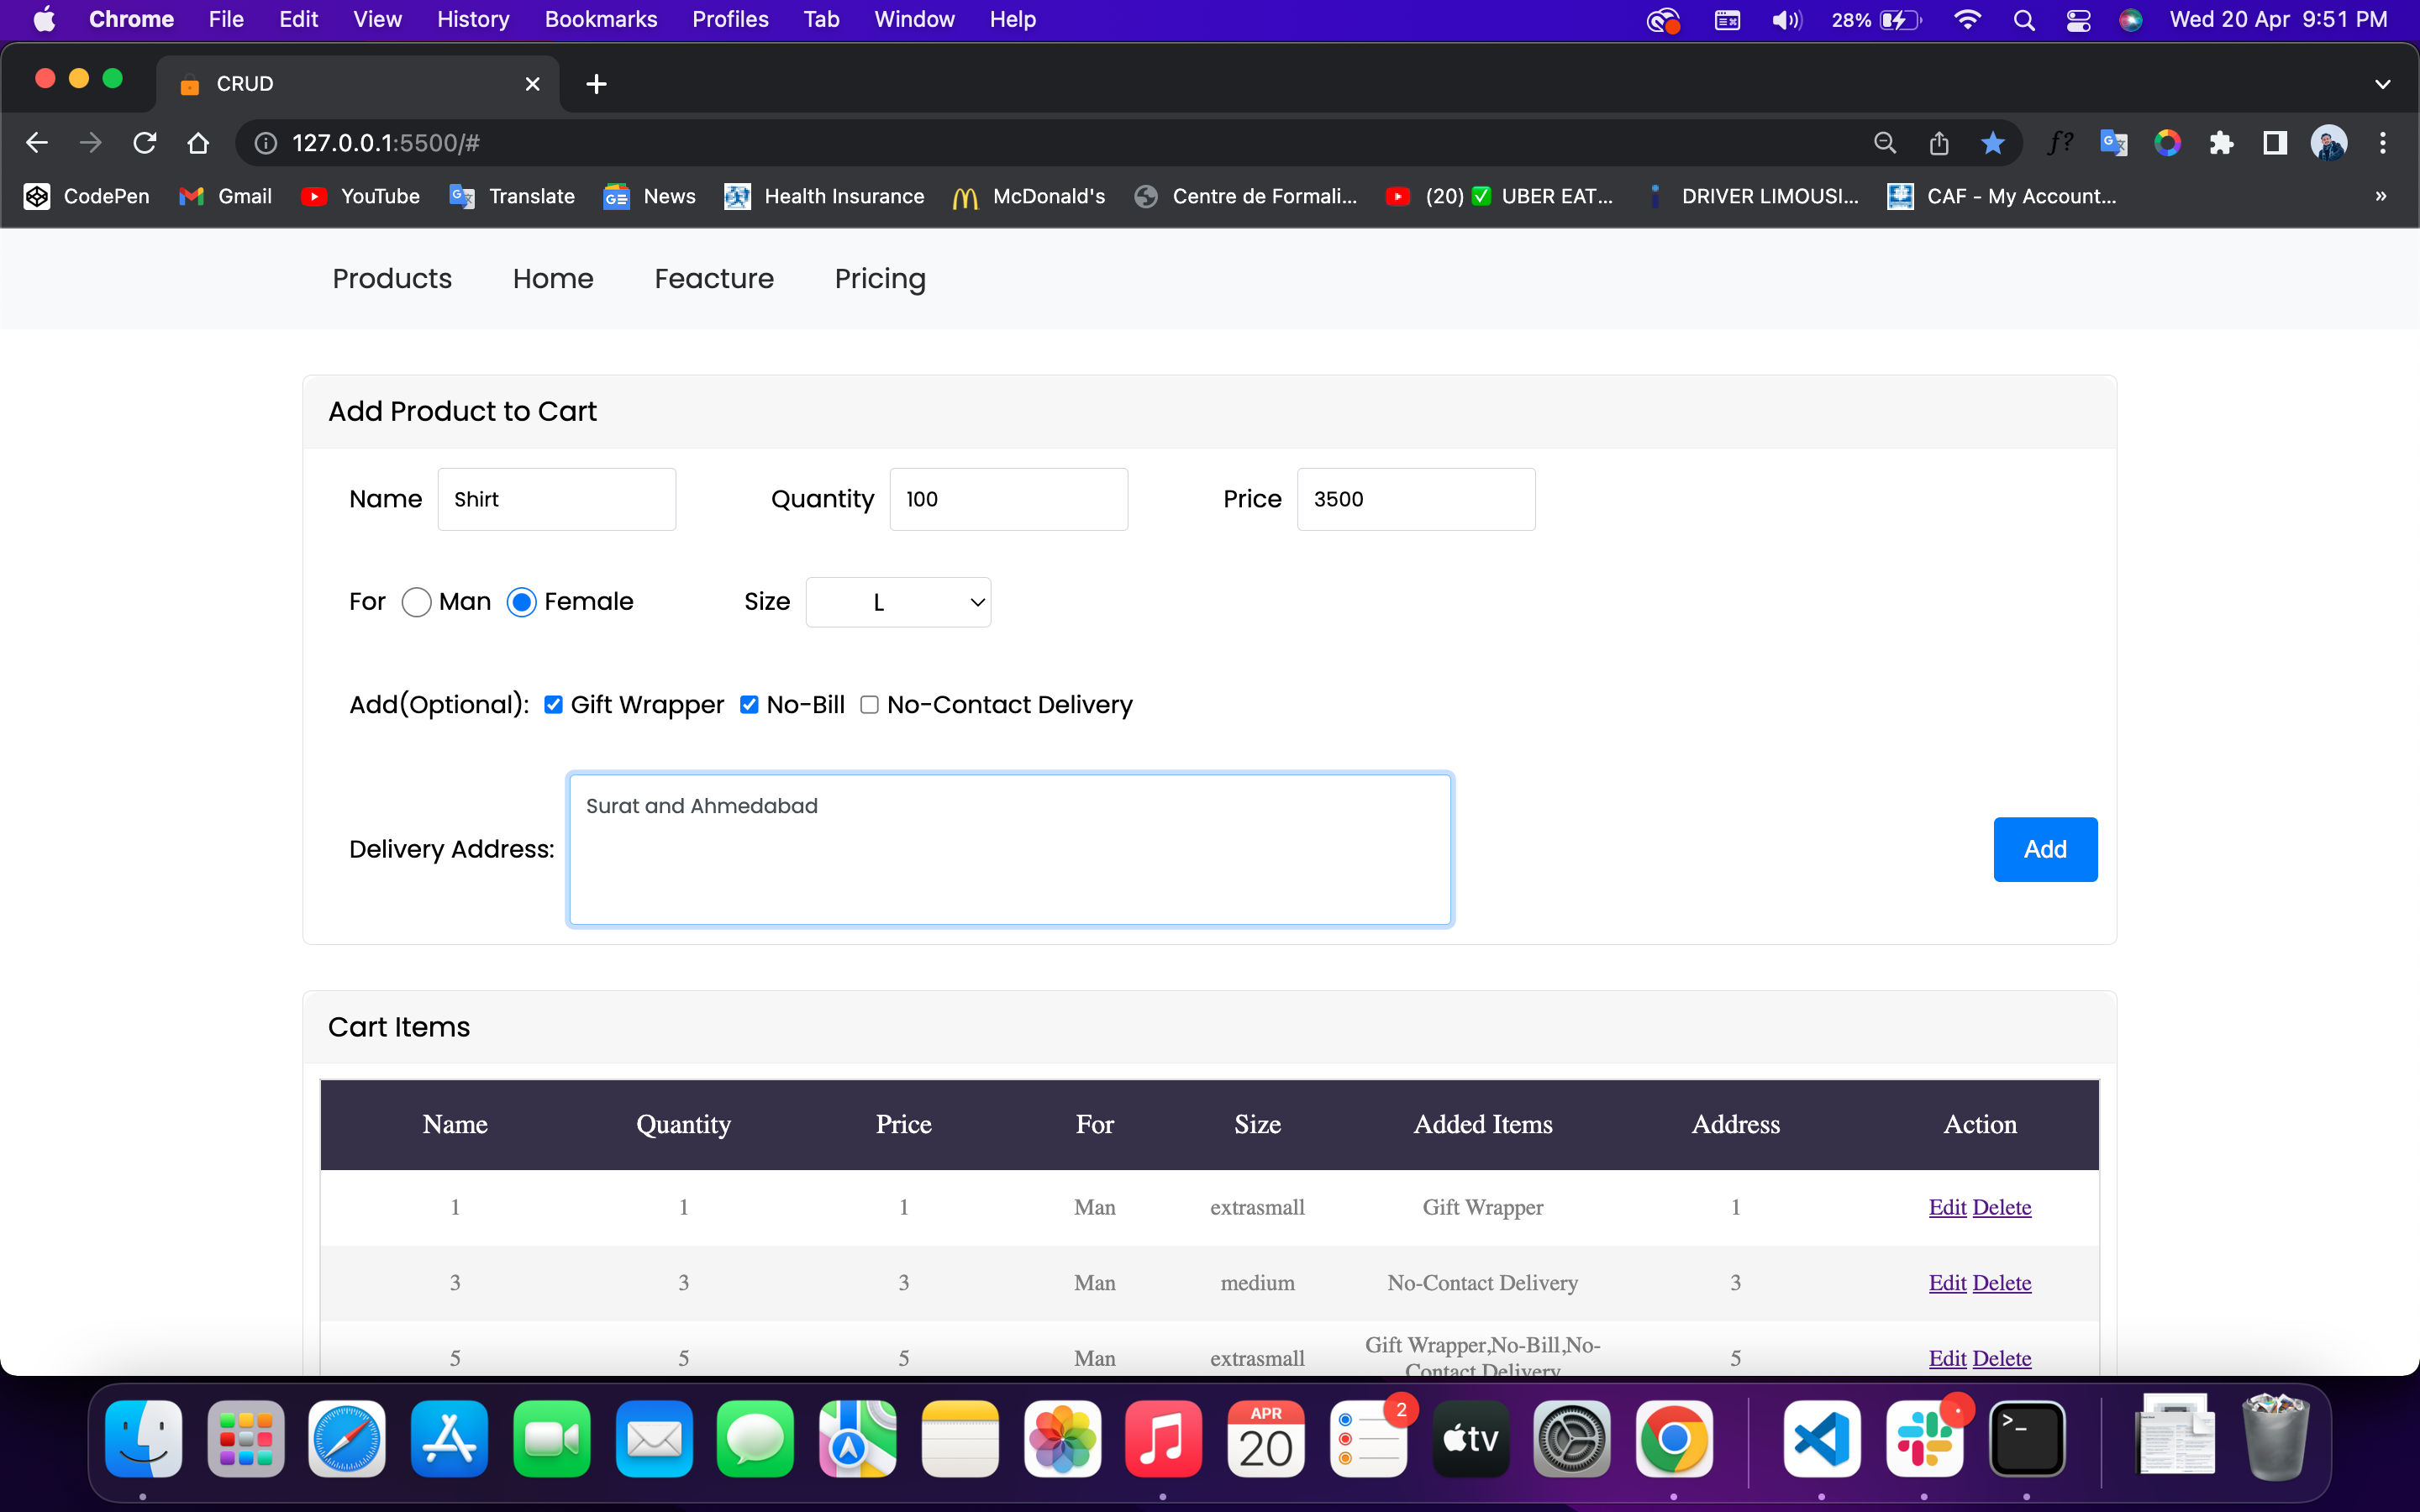 Chrome File Edit View History Bookmarks Profiles Tab Window Help 28% Wed 20 Apr 9:51 PM
CRUD
127.0.0.1:5500/#
CodePen Gmail YouTube Translate News Health Insurance McDonald's Centre de Formali... (20) ✅ UBER EAT... DRIVER LIMOUSI... CAF - My Account... »
Products Home Feacture Pricing
Add Product to Cart
Name Shirt Quantity 100 Price 3500
For Man Female Size L
Add(Optional): Gift Wrapper No-Bill No-Contact Delivery
Surat and Ahmedabad
Delivery Address: Add
Cart Items
Name Quantity Price For Size Added Items Address Action
1 1 1 Man extrasmall Gift Wrapper 1 Edit Delete
3 3 3 Man medium No-Contact Delivery 3 Edit Delete
5 5 5 Man extrasmall Gift Wrapper,No-Bill,No- 5 Edit Delete
Contact Delivery
APR 2
20 tv